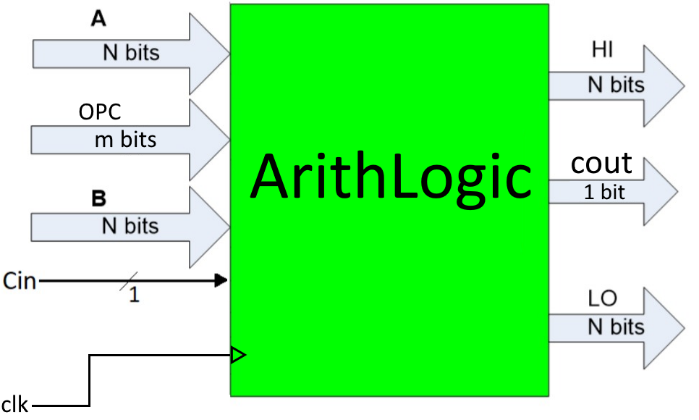 A
N bits
OPC
m bits
B
N bits
Cin
1
clk
ArithLogic
HI
N bits
cout
1 bit
LO
N bits